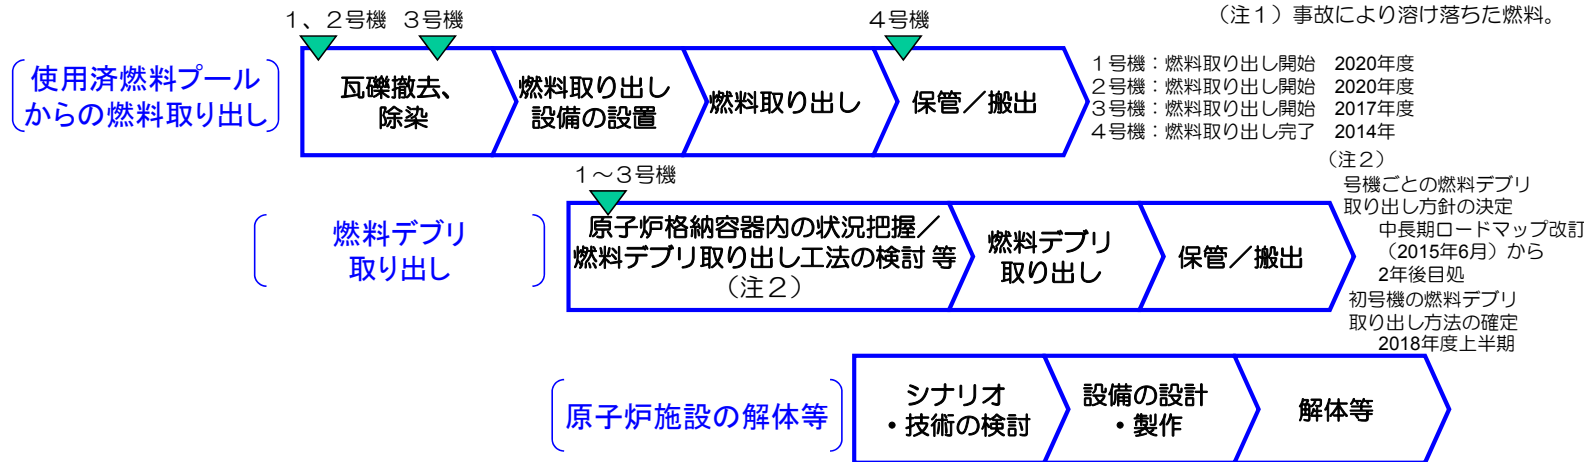 （注１）事故により溶け落ちた燃料。
１、２号機 ３号機
４号機
使用済燃料プール
からの燃料取り出し
瓦礫撤去、
除染
燃料取り出し
設備の設置
燃料取り出し
保管／搬出
１号機：燃料取り出し開始 2020年度
２号機：燃料取り出し開始 2020年度
３号機：燃料取り出し開始 2017年度
４号機：燃料取り出し完了 2014年
１～３号機
燃料デブリ
取り出し
原子炉格納容器内の状況把握／
燃料デブリ取り出し工法の検討 等
（注２）
燃料デブリ
取り出し
保管／搬出
（注２）
号機ごとの燃料デブリ
取り出し方針の決定
中長期ロードマップ改訂
（2015年6月）から
2年後目処
初号機の燃料デブリ
取り出し方法の確定
2018年度上半期
原子炉施設の解体等
シナリオ
・技術の検討
設備の設計
・製作
解体等